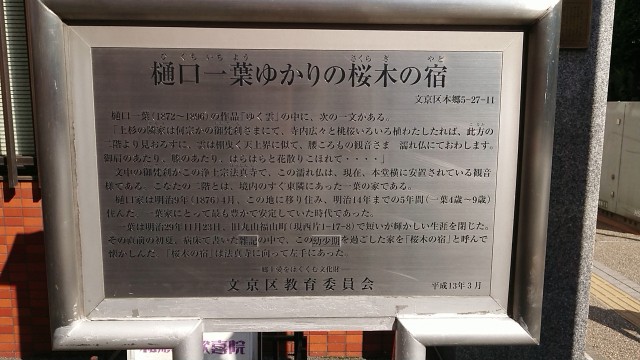 ひぐちいちよう さくらぎ やど
樋口一葉ゆかりの桜木の宿
文京区本郷5-27-11
樋口一葉(1872〜1896)の作品「ゆく雲」の中に、次の一文がある。
「上杉の隣家は何宗かの御梵刹さまにて、寺内広々と桃桜いろいろ植わたしたれば、此方の
二階より見おろすに、雲は棚曳く天上界に似て、腰ごろもの観音さま 濡れ仏にておわします。
御肩のあたり、膝のあたり、はらはらと花散りこぼれて・・・・」
文中の御梵刹がこの浄土宗法真寺で、この濡れ仏は、現在、本堂横に安置されている観音
様である。こなたの二階とは、境内のすぐ東隣にあった一葉の家である。
樋口家は明治9年(1876)4月、この地に移り住み、明治14年までの5年間(一葉4歳〜9歳)
住んだ。一葉家にとって最も豊かで安定していた時代であった。
一葉は明治29年11月23日、旧丸山福山町(現西片1-17-8)で短いが輝かしい生涯を閉じた。
その直前の初夏、病床で書いた雑記の中で、この幼少期を過ごした家を「桜木の宿」と呼んで
懐かしんだ。「桜木の宿」は法真寺に向って左手にあった。
郷土愛をはぐくむ文化財
文京区教育委員会 平成13年3月